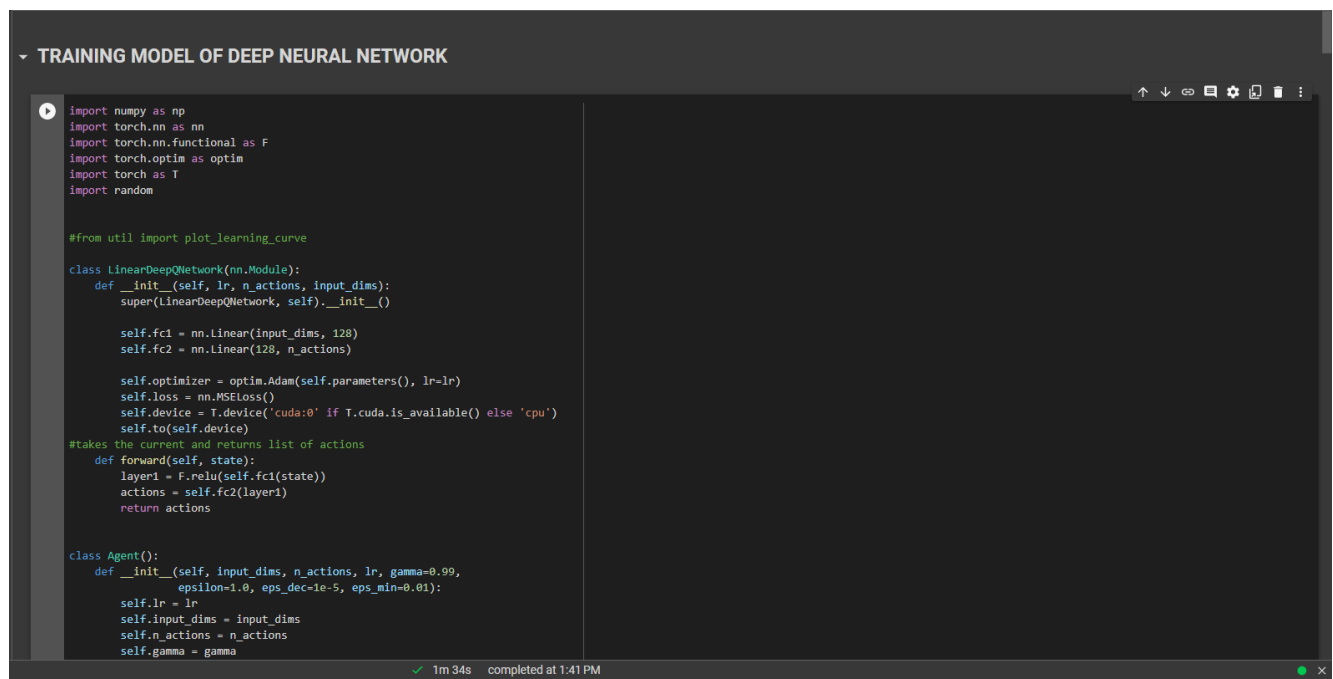 TRAINING MODEL OF DEEP NEURAL NETWORK
import numpy as np
import torch.nn as nn
import torch.nn.functional as F
import torch.optim as optim
import torch as T
import random
#from util import plot_learning_curve
class LinearDeepQNetwork(nn.Module):
    def __init__(self, lr, n_actions, input_dims):
        super(LinearDeepQNetwork, self).__init__()
        self.fc1 = nn.Linear(input_dims, 128)
        self.fc2 = nn.Linear(128, n_actions)
        self.optimizer = optim.Adam(self.parameters(), lr=lr)
        self.loss = nn.MSELoss()
        self.device = T.device('cuda:0' if T.cuda.is_available() else 'cpu')
        self.to(self.device)
#takes the current and returns list of actions
    def forward(self, state):
        layer1 = F.relu(self.fc1(state))
        actions = self.fc2(layer1)
        return actions
class Agent():
    def __init__(self, input_dims, n_actions, lr, gamma=0.99,
                 epsilon=1.0, eps_dec=1e-5, eps_min=0.01):
        self.lr = lr
        self.input_dims = input_dims
        self.n_actions = n_actions
        self.gamma = gamma
1m 34s completed at 1:41 PM